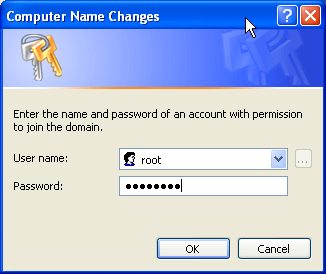 Computer Name Changes
Enter the name and password of an account with permission
to join the domain.
User name:
root
...
Password:
●●●●●●●●
OK
Cancel